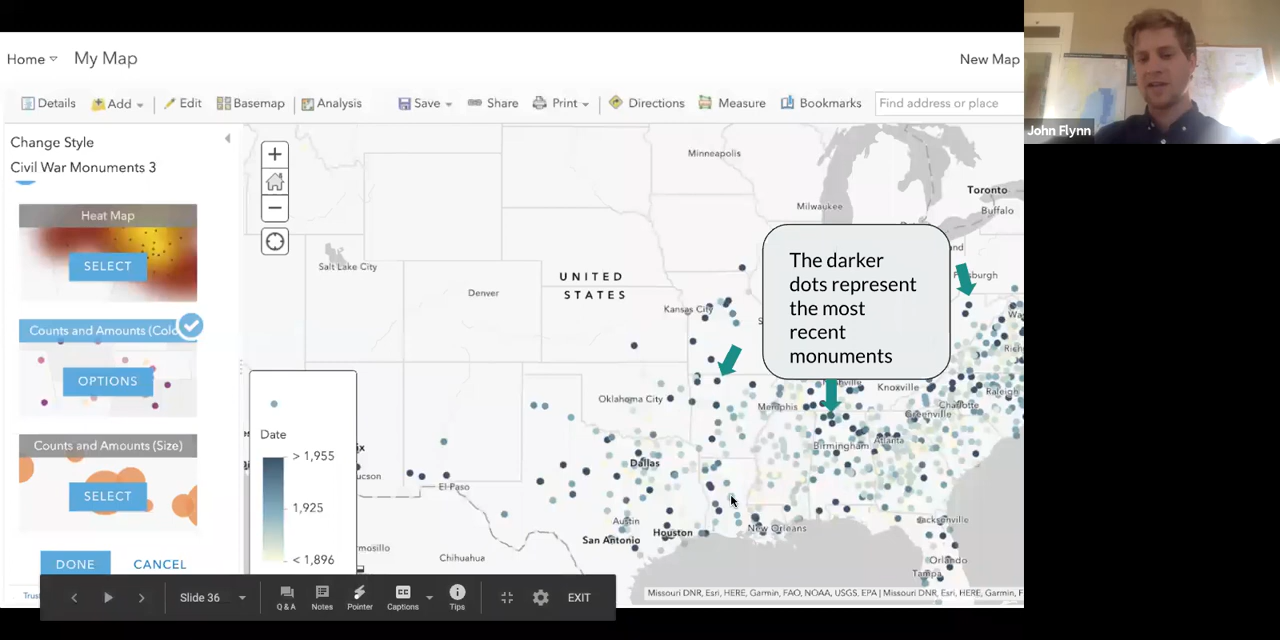 Home My Map New Map
Details Add Edit Basemap Analysis Save Share Print Directions Measure Bookmarks Find address or place
Change Style
Civil War Monuments 3
Heat Map
SELECT
Counts and Amounts (Colo
OPTIONS
Counts and Amounts (Size)
SELECT
DONE CANCEL
Date
> 1,955
1,925
< 1,896
The darker
dots represent
the most
recent
monuments
Minneapolis
Milwaukee
Toronto
Buffalo
Salt Lake City
Denver
UNITED
STATES
Kansas City
Oklahoma City
Memphis
Knoxville
Charlotte
Raleigh
Greenville
Birmingham
Atlanta
Dallas
El Paso
Austin
San Antonio
Houston
New Orleans
Jacksonville
Orlando
Tampa
Chihuahua
Missouri DNR, Esri, HERE, Garmin, FAO, NOAA, USGS, EPA | Missouri DNR, Esri, HERE, Garmin, F
Slide 36
Q & A Notes Pointer Captions Tips EXIT
John Flynn